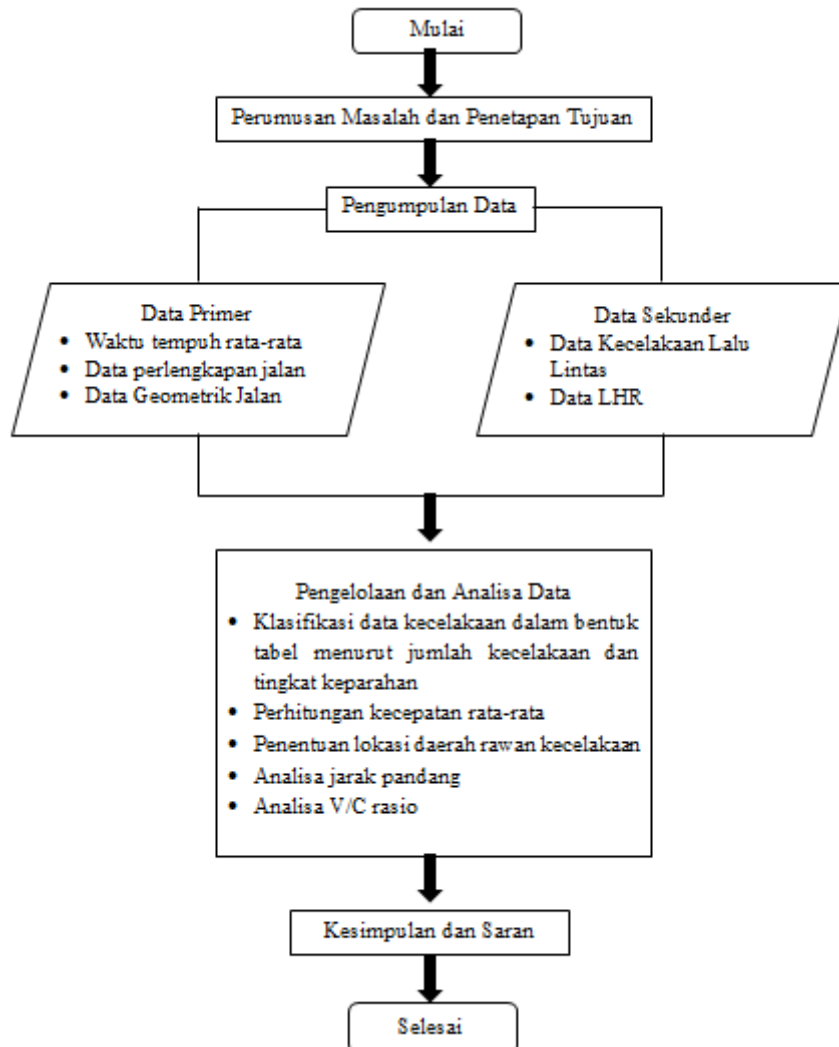 Mulai
Perumusan Masalah dan Penetapan Tujuan
Pengumpulan Data
Data Primer
• Waktu tempuh rata-rata
• Data perlengkapan jalan
• Data Geometrik Jalan
Data Sekunder
• Data Kecelakaan Lalu
Lintas
• Data LHR
Pengelolaan dan Analisa Data
• Klasifikasi data kecelakaan dalam bentuk
tabel menurut jumlah kecelakaan dan
tingkat keparahan
• Perhitungan kecepatan rata-rata
• Penentuan lokasi daerah rawan kecelakaan
• Analisa jarak pandang
• Analisa V/C rasio
Kesimpulan dan Saran
Selesai